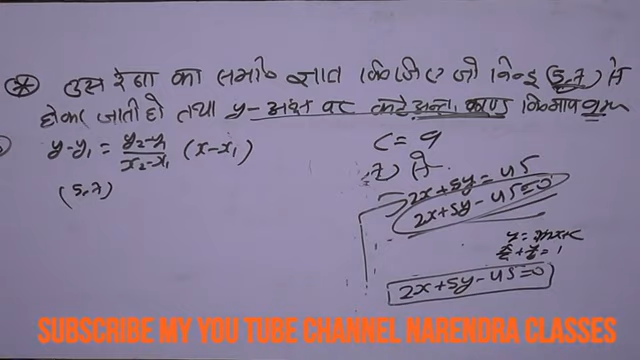 उस रेखा का समी० ज्ञात किजिए जो बिन्दु (5,7) से
होकर जाती हो तथा y-अक्ष पर कटे अन्तः खण्ड
y-y₁ = y₂-y₁/x₂-x₁ (x-x₁)
C = 9
(5,7)
2x+5y=45
2x+5y-45=0
y=mx+c
2x+5y-45=0
SUBSCRIBE MY YOU TUBE CHANNEL NARENDRA CLASSES